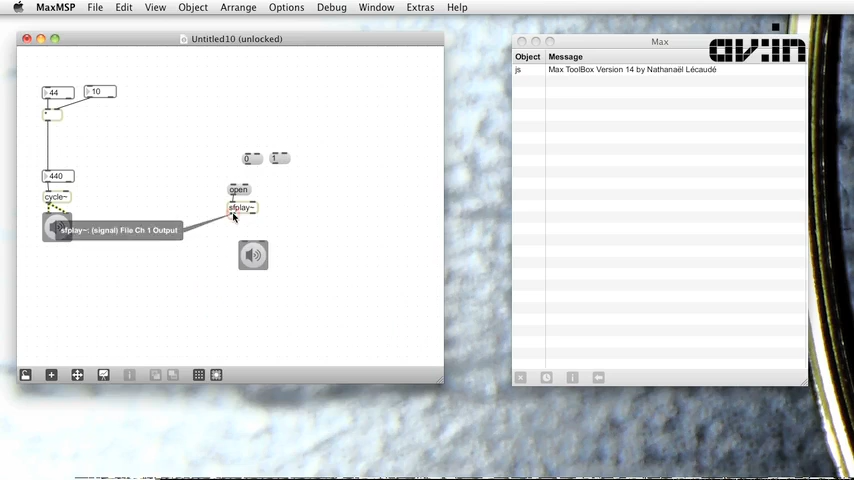 MaxMSP File Edit View Object Arrange Options Debug Window Extras Help
Untitled10 (unlocked)
Max
av:in
Object Message
js Max ToolBox Version 14 by Nathanaël Lécaudé
44 10
*
0 1
440
open
cycle~
sfplay~
sfplay~: (signal) File Ch 1 Output